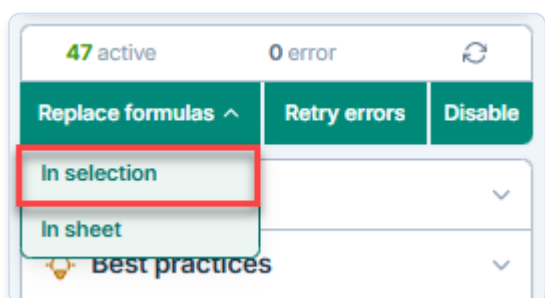 47 active 0 error
Replace formulas Retry errors Disable
In selection
In sheet
Best practices